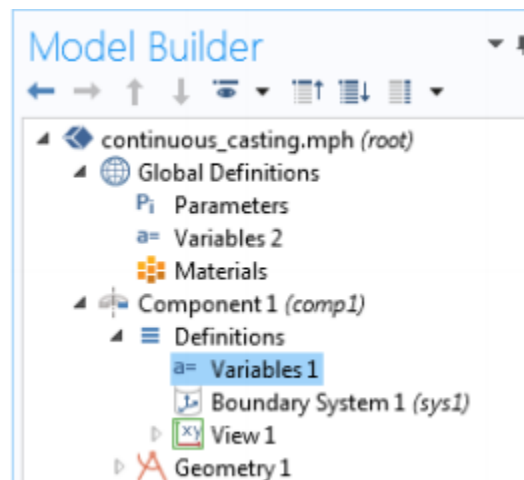 Model Builder
continuous_casting.mph (root)
Global Definitions
Pi Parameters
a= Variables 2
Materials
Component 1 (comp1)
Definitions
a= Variables 1
Boundary System 1 (sys1)
xy View 1
Geometry 1